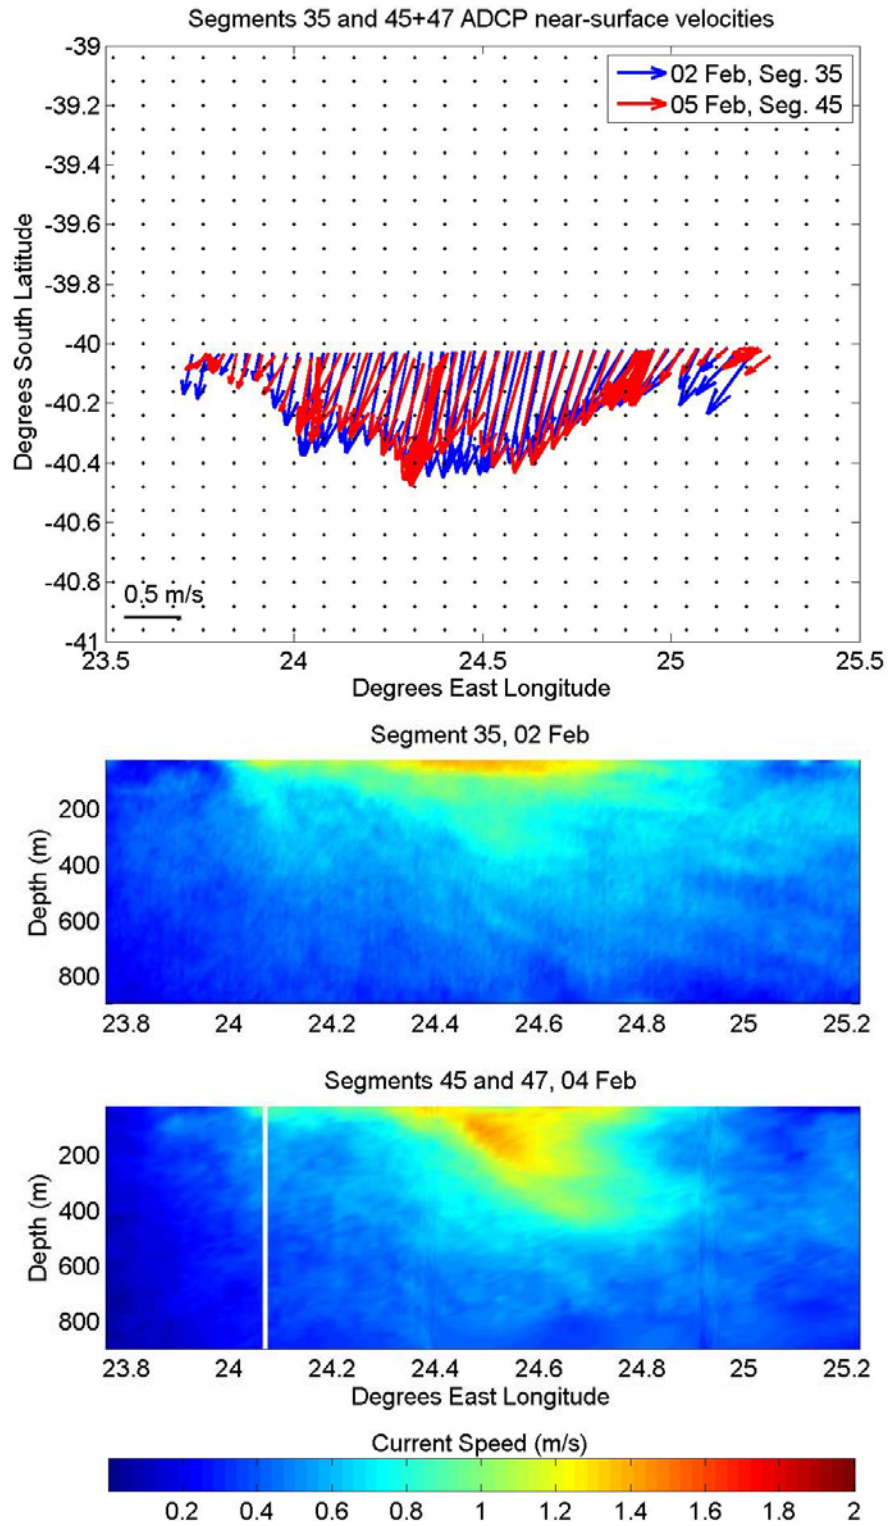 Segments 35 and 45+47 ADCP near-surface velocities
02 Feb, Seg. 35
05 Feb, Seg. 45
-39
-39.2
-39.4
-39.6
-39.8
-40
-40.2
-40.4
-40.6
-40.8
-41
Degrees South Latitude
0.5 m/s
23.5 24 24.5 25 25.5
Degrees East Longitude
Segment 35, 02 Feb
200
400
600
800
Depth (m)
23.8 24 24.2 24.4 24.6 24.8 25 25.2
Segments 45 and 47, 04 Feb
200
400
600
800
Depth (m)
23.8 24 24.2 24.4 24.6 24.8 25 25.2
Degrees East Longitude
Current Speed (m/s)
0.2 0.4 0.6 0.8 1 1.2 1.4 1.6 1.8 2